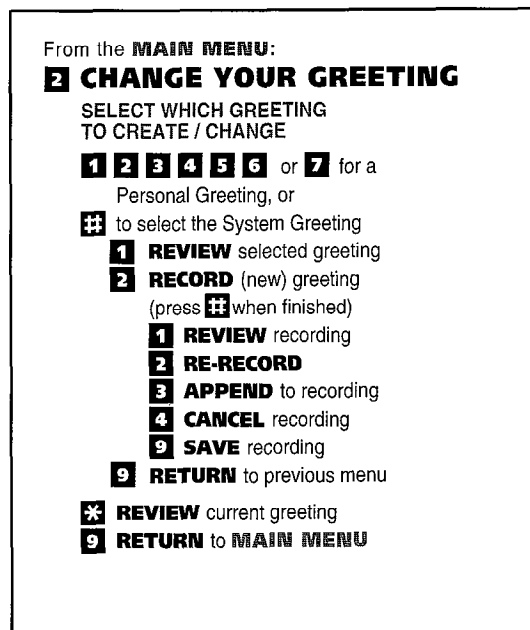 From the MAIN MENU:
2 CHANGE YOUR GREETING
SELECT WHICH GREETING
TO CREATE / CHANGE
1 2 3 4 5 6 or 7 for a
Personal Greeting, or
# to select the System Greeting
1 REVIEW selected greeting
2 RECORD (new) greeting
(press # when finished)
1 REVIEW recording
2 RE-RECORD
3 APPEND to recording
4 CANCEL recording
9 SAVE recording
9 RETURN to previous menu
* REVIEW current greeting
9 RETURN to MAIN MENU